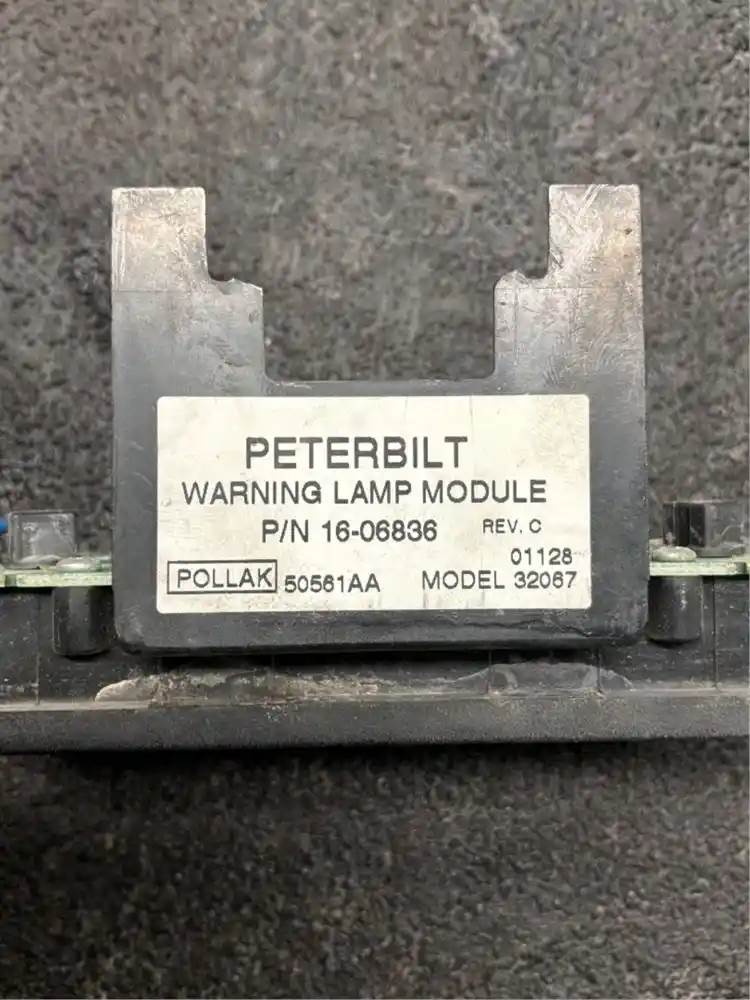 PETERBILT
WARNING LAMP MODULE
P/N 16-06836 REV. C
01128
POLLAK 50561AA MODEL 32067